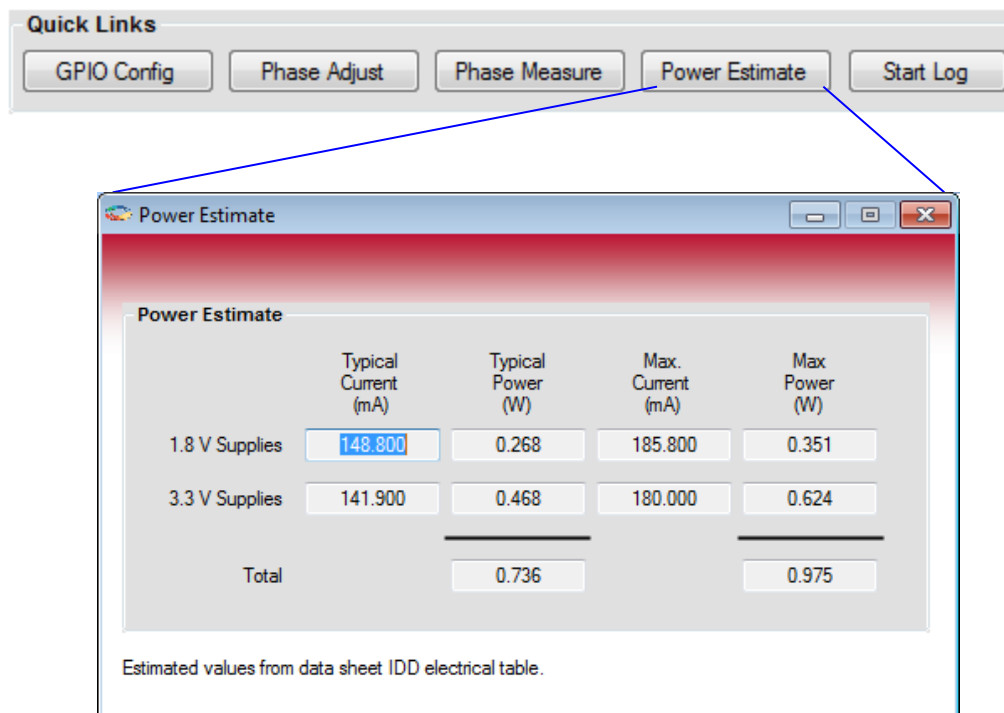 Quick Links
GPIO Config Phase Adjust Phase Measure Power Estimate Start Log
Power Estimate
Power Estimate
Typical Typical Max. Max
Current Power Current Power
(mA) (W) (mA) (W)
1.8 V Supplies 148.800 0.268 185.800 0.351
3.3 V Supplies 141.900 0.468 180.000 0.624
Total 0.736 0.975
Estimated values from data sheet IDD electrical table.